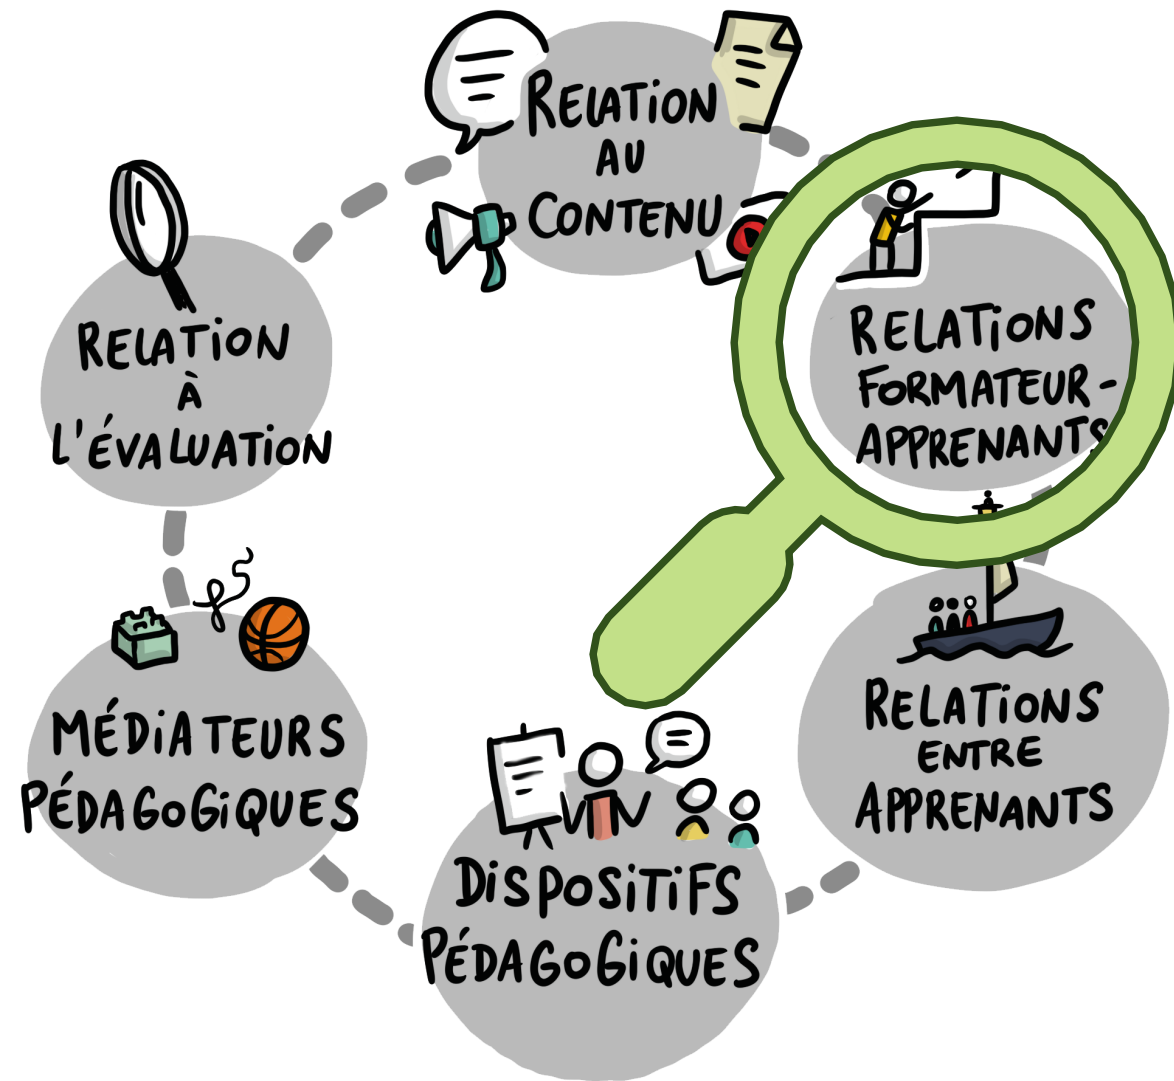 RELATION
AU
CONTENU
RELATIONS
FORMATEUR-
APPRENANTS
RELATION
À
L'ÉVALUATION
RELATIONS
ENTRE
APPRENANTS
MÉDIATEURS
PÉDAGOGIQUES
DISPOSITIFS
PÉDAGOGIQUES